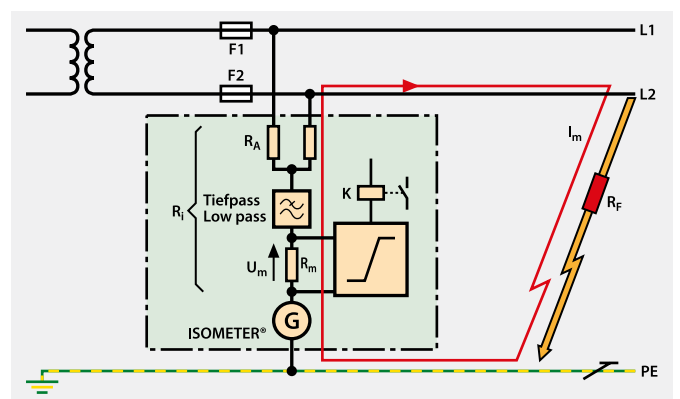 L1
F1
F2
L2
Im
RA
K
Tiefpass
Low pass
Ri
RF
Rm
Um
G
ISOMETER®
PE